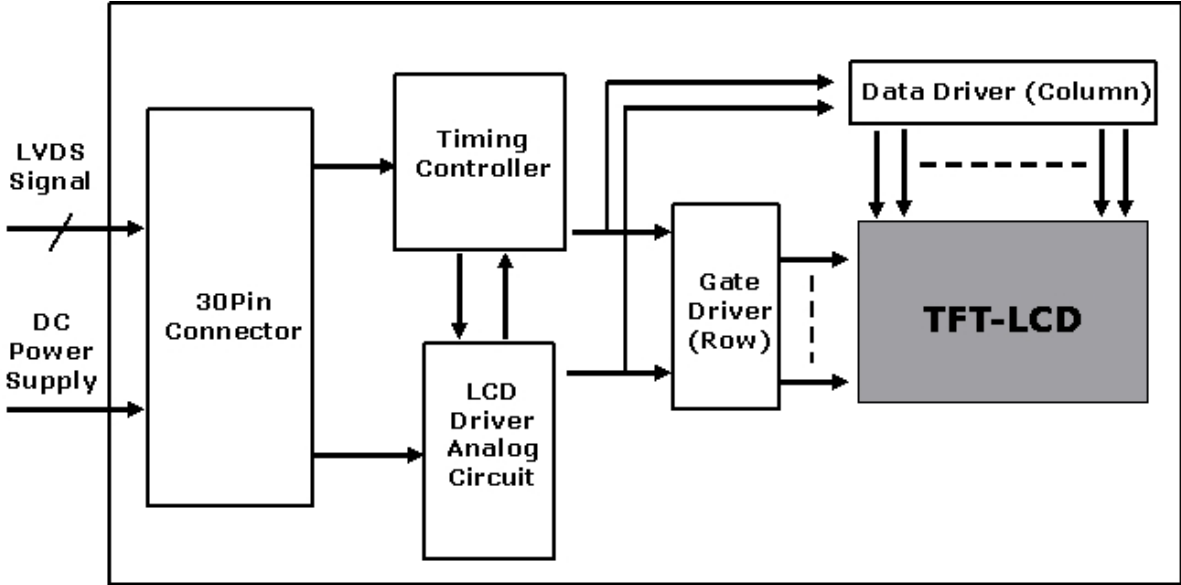 LVDS
Signal
DC
Power
Supply
30Pin
Connector
Timing
Controller
LCD
Driver
Analog
Circuit
Gate
Driver
(Row)
Data Driver (Column)
TFT-LCD